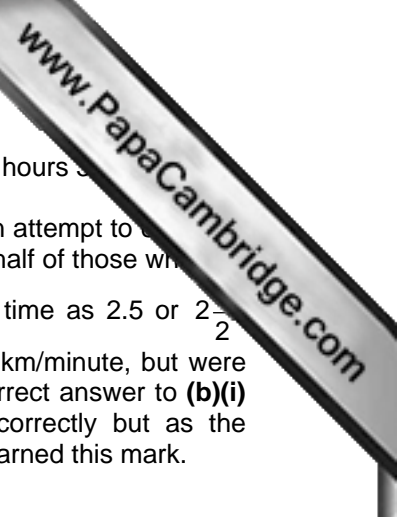 www.PapaCambridge.com
hours
n attempt to
half of those
time as 2.5 or 2 2
km/minute, but were
rrect answer to (b)(i)
correctly but as the
arned this mark.